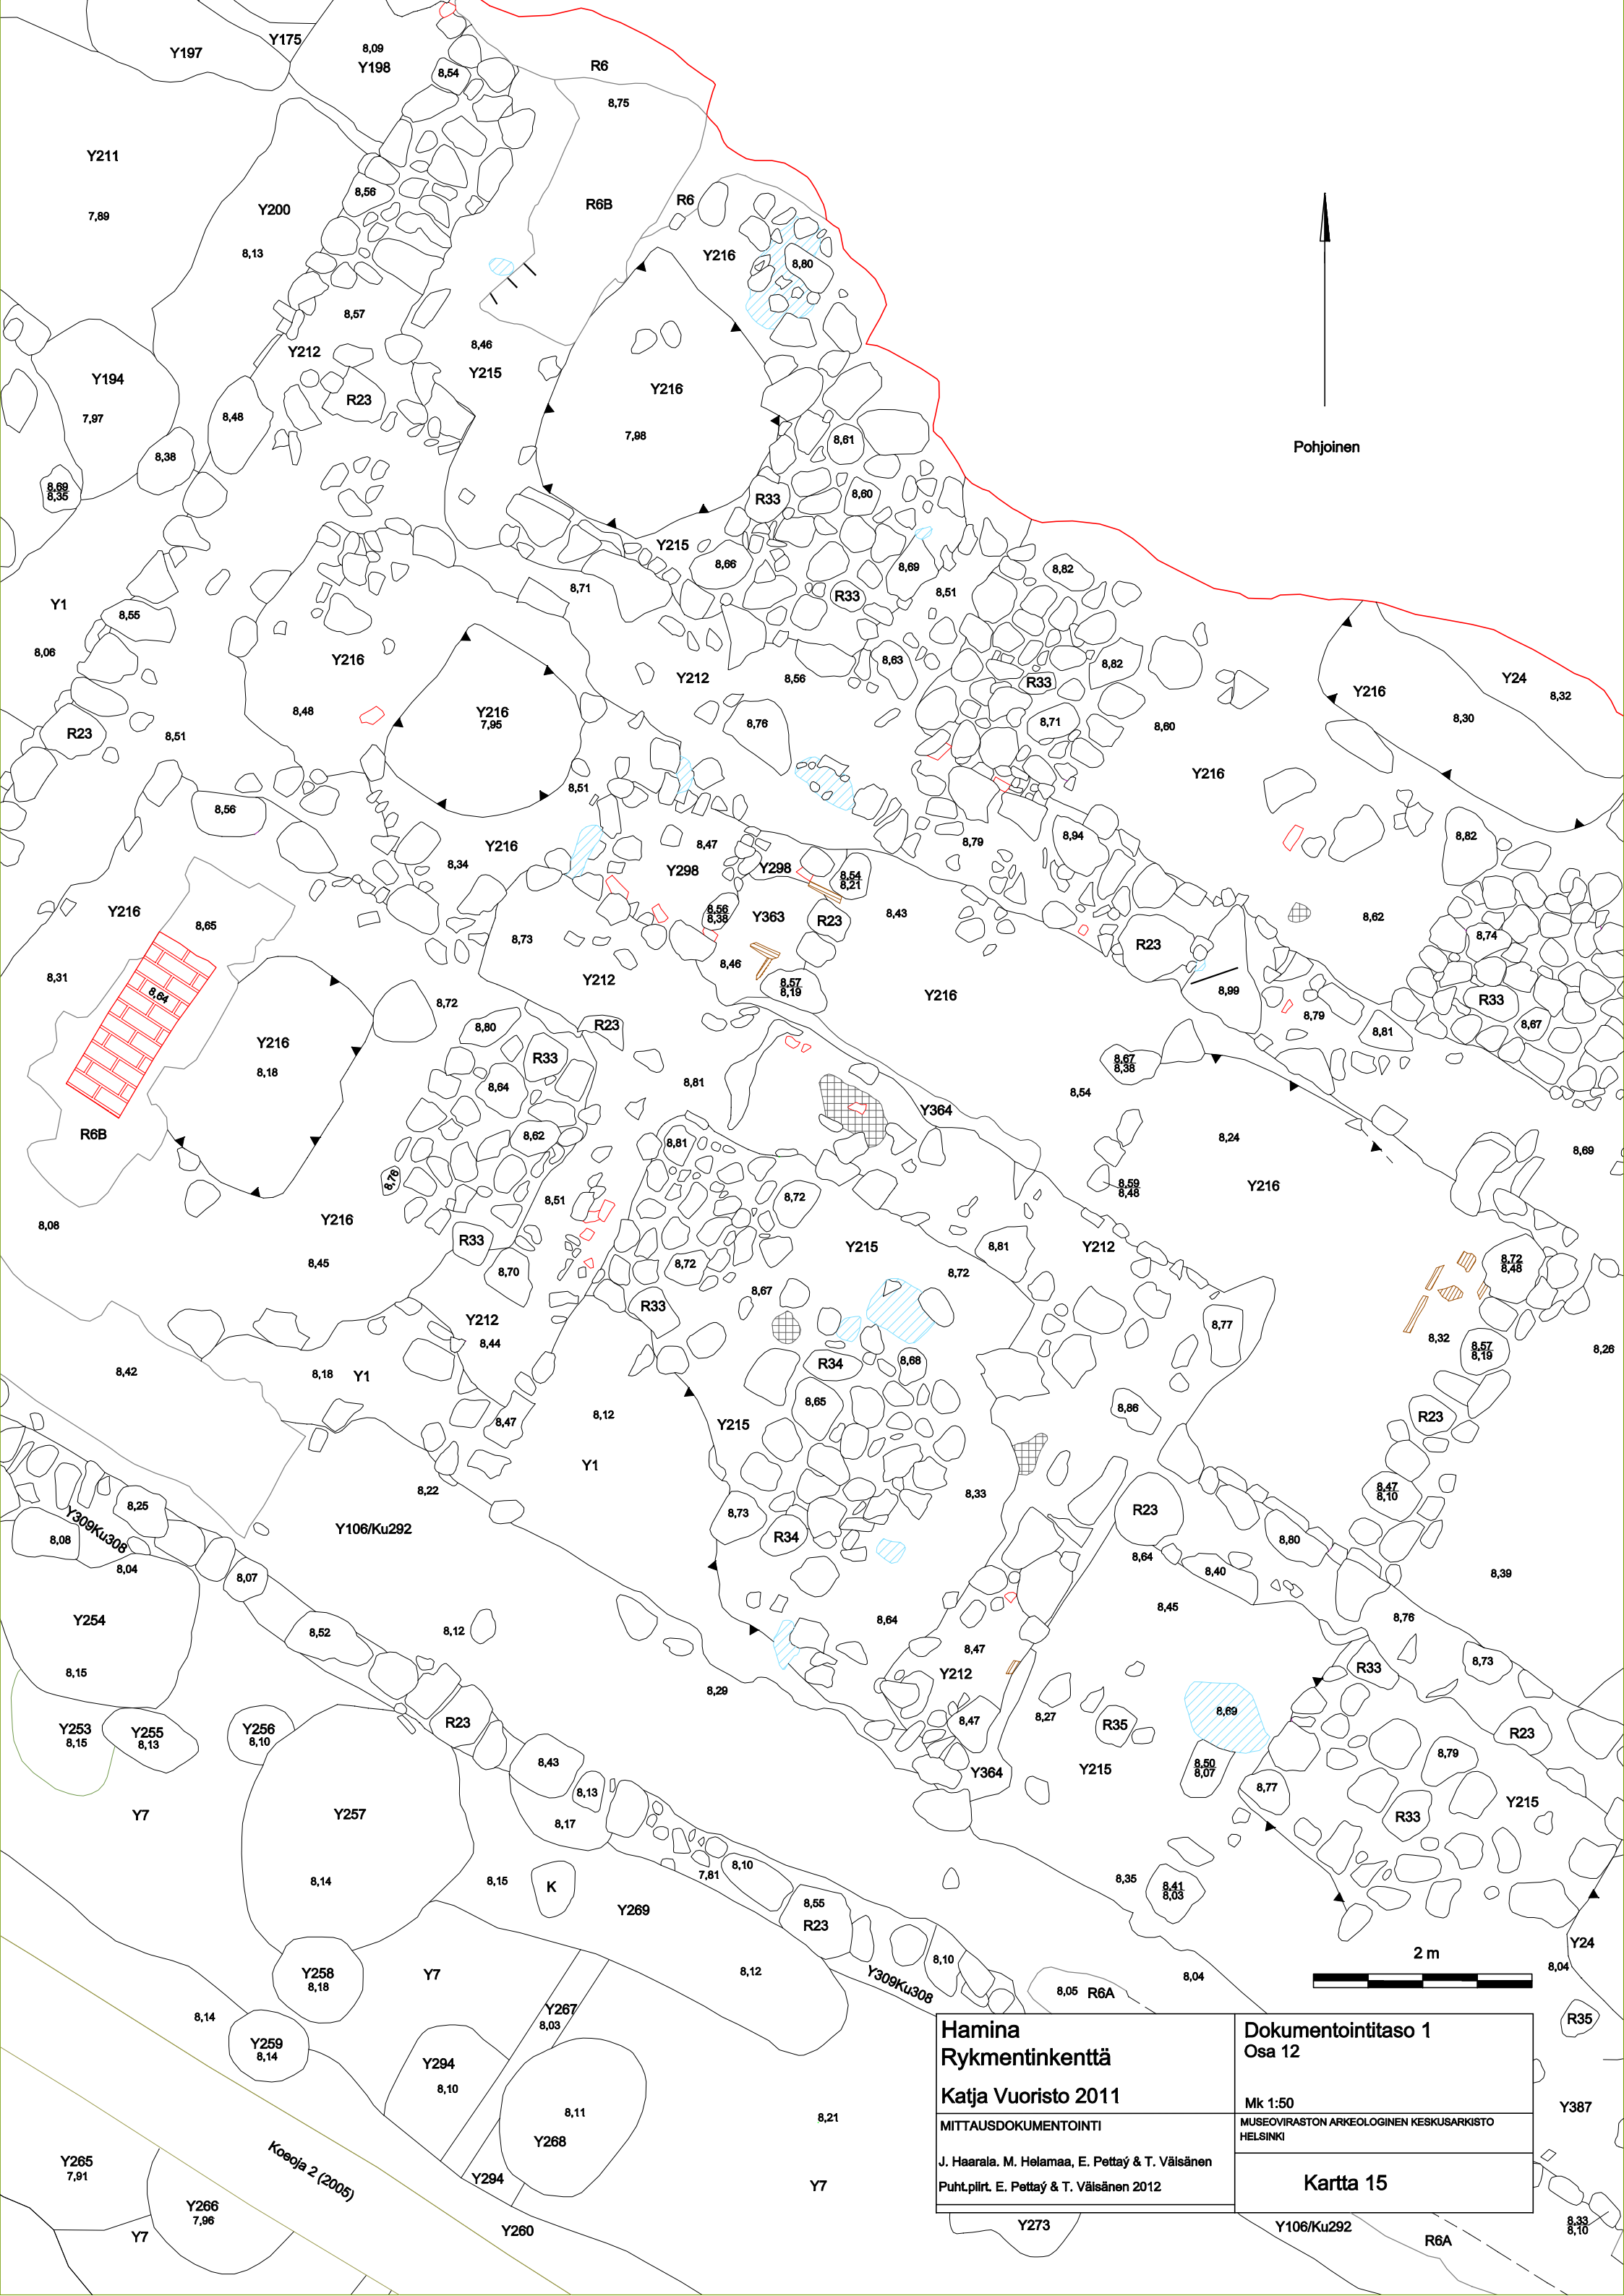 Y197
Y175
8,09
Y198
8,54
R6
8,75
Y211
7,89
8,56
Y200
8,13
R6B
R6
Y216
8,80
8,57
Y212
8,46
Y215
Y194
7,97
R23
8,48
Y216
7,98
8,61
8,38
8,69
8,35
R33
8,60
Y215
8,66
8,69
8,82
8,71
R33
8,51
Y1
8,55
8,06
Y216
Y212
8,56
8,63
8,82
R33
Y216
Y24
8,32
8,48
Y216
7,95
8,76
8,71
8,60
8,30
R23
8,51
Y216
8,51
8,56
8,34
Y216
8,47
Y298
Y298
8,54
8,21
8,79
8,94
8,82
Y216
8,65
8,56
8,38
Y363
R23
8,43
8,62
8,74
8,73
8,46
R23
8,31
8,64
Y212
8,57
8,19
Y216
8,99
8,79
R33
8,72
8,80
R23
8,81
8,67
Y216
8,18
R33
8,64
8,81
8,67
8,38
8,54
R6B
8,62
8,81
Y364
8,24
8,69
8,76
8,51
8,72
8,59
8,48
Y216
Y216
8,08
R33
8,45
8,70
8,72
Y215
8,72
8,81
Y212
8,72
8,48
8,67
R33
Y212
8,44
8,77
8,32
8,57
8,19
8,26
R34
8,68
8,42
8,18
Y1
8,65
8,12
8,47
Y215
8,86
R23
Y1
8,22
8,33
8,47
8,10
8,25
Y309Ku308
8,08
Y106/Ku292
8,73
R34
R23
8,80
8,04
8,07
8,64
8,40
8,39
Y254
8,52
8,12
8,64
8,45
8,76
8,15
8,47
Y212
R33
8,73
8,29
8,69
Y253
8,15
Y255
8,13
Y256
8,10
R23
8,47
8,27
R35
R23
8,43
Y364
Y215
8,50
8,07
8,79
8,13
8,77
Y7
Y257
8,17
R33
Y215
7,81
8,10
8,14
8,15
K
8,35
8,41
8,03
Y269
8,55
R23
Y24
8,10
2 m
Y258
8,18
Y7
8,12
Y309Ku308
8,04
8,04
8,05
R6A
8,14
Y267
8,03
R35
Y259
8,14
Y294
8,10
8,11
Y268
8,21
Y387
Y265
7,91
Koeoja 2 (2005)
Y294
Y7
Y266
7,96
Y7
Y260
Y273
Y106/Ku292
R6A
8,33
8,10
Pohjoinen
Hamina
Rykmentinkenttä
Katja Vuoristo 2011
MITTAUSDOKUMENTOINTI
J. Haarala. M. Helamaa, E. Pettaý & T. Väisänen
Puht.piirt. E. Pettaý & T. Väisänen 2012
Dokumentointitaso 1
Osa 12
Mk 1:50
MUSEOVIRASTON ARKEOLOGINEN KESKUSARKISTO
HELSINKI
Kartta 15